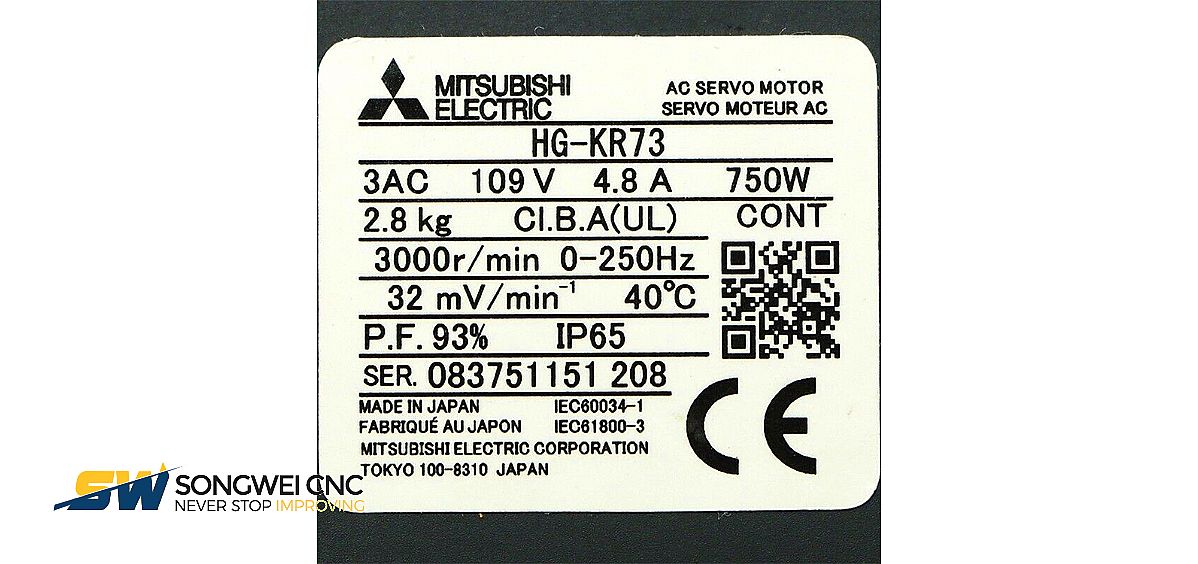 MITSUBISHI
ELECTRIC
AC SERVO MOTOR
SERVO MOTEUR AC
HG-KR73
3AC 109 V 4.8 A 750W
2.8 kg Cl.B.A(UL) CONT
3000r/min 0-250Hz
32 mV/min⁻¹ 40℃
P.F. 93% IP65
SER. 083751151 208
MADE IN JAPAN IEC60034-1
FABRIQUÉ AU JAPON IEC61800-3
MITSUBISHI ELECTRIC CORPORATION
TOKYO 100-8310 JAPAN
CE
SW SONGWEI CNC
NEVER STOP IMPROVING